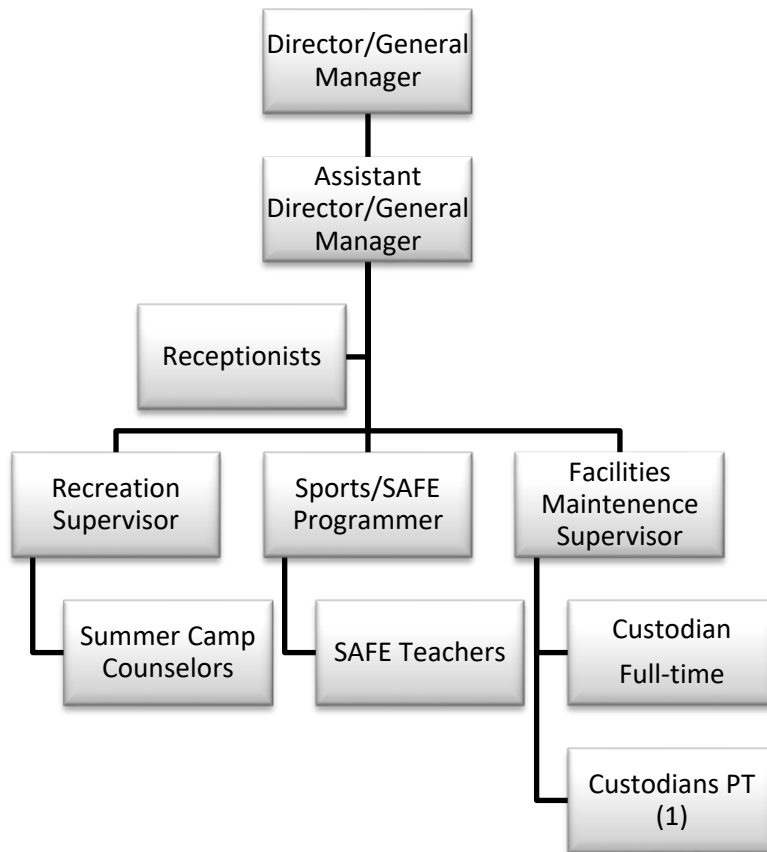 Director/General
Manager
Assistant
Director/General
Manager
Receptionists
Recreation
Supervisor
Sports/SAFE
Programmer
Facilities
Maintenence
Supervisor
Summer Camp
Counselors
SAFE Teachers
Custodian
Full-time
Custodians PT
(1)